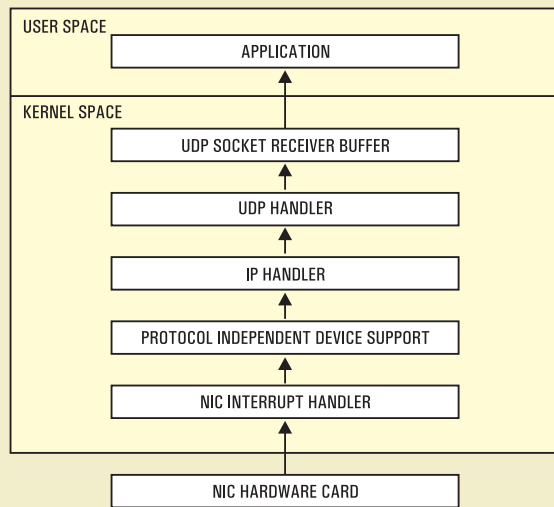 USER SPACE
APPLICATION
KERNEL SPACE
UDP SOCKET RECEIVER BUFFER
UDP HANDLER
IP HANDLER
PROTOCOL INDEPENDENT DEVICE SUPPORT
NIC INTERRUPT HANDLER
NIC HARDWARE CARD